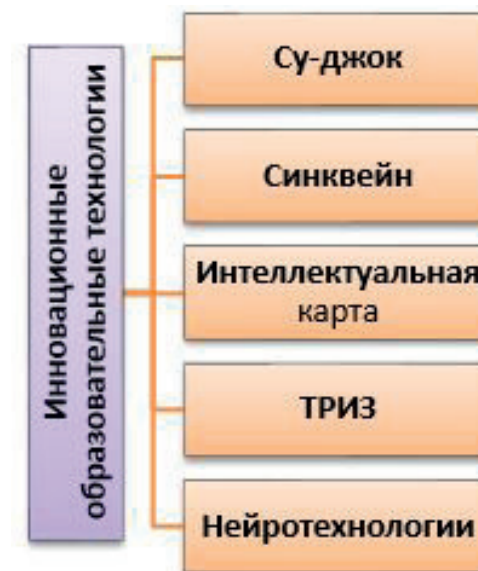 Инновационные
образовательные технологии
Су-джок
Синквейн
Интеллектуальная
карта
ТРИЗ
Нейротехнологии